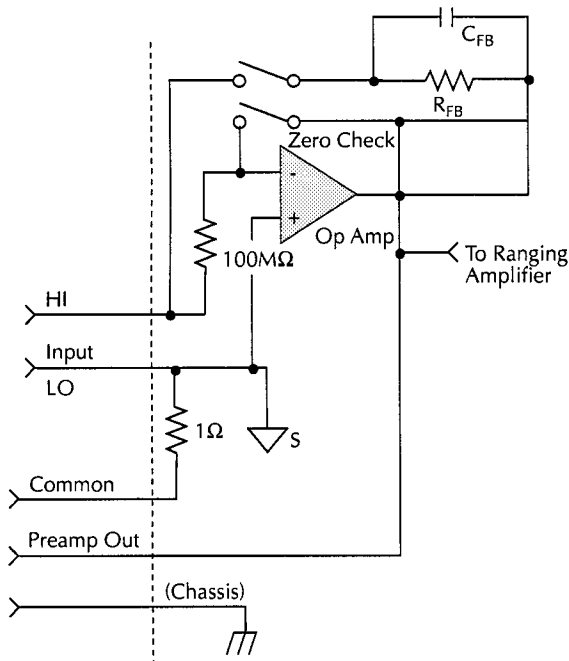 C_FB
R_FB
Zero Check
-
+
Op Amp
100MΩ
To Ranging
Amplifier
HI
Input
LO
1Ω
S
Common
Preamp Out
(Chassis)